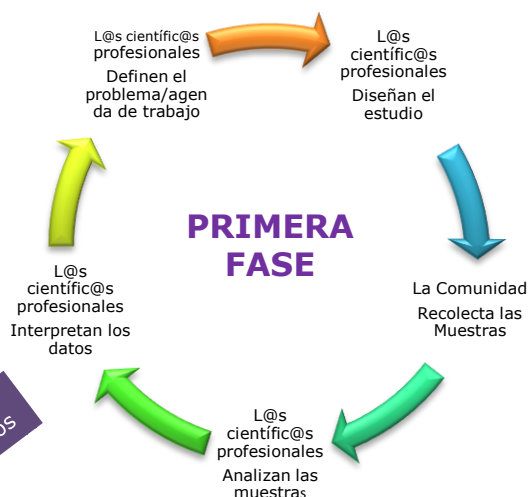 L@s científic@s
profesionales
Definen el
problema/agen
da de trabajo
L@s
científic@s
profesionales
Diseñan el
estudio
PRIMERA
FASE
La Comunidad
Recolecta las
Muestras
L@s
científic@s
profesionales
Analizan las
muestras
L@s
científic@s
profesionales
Interpretan los
datos